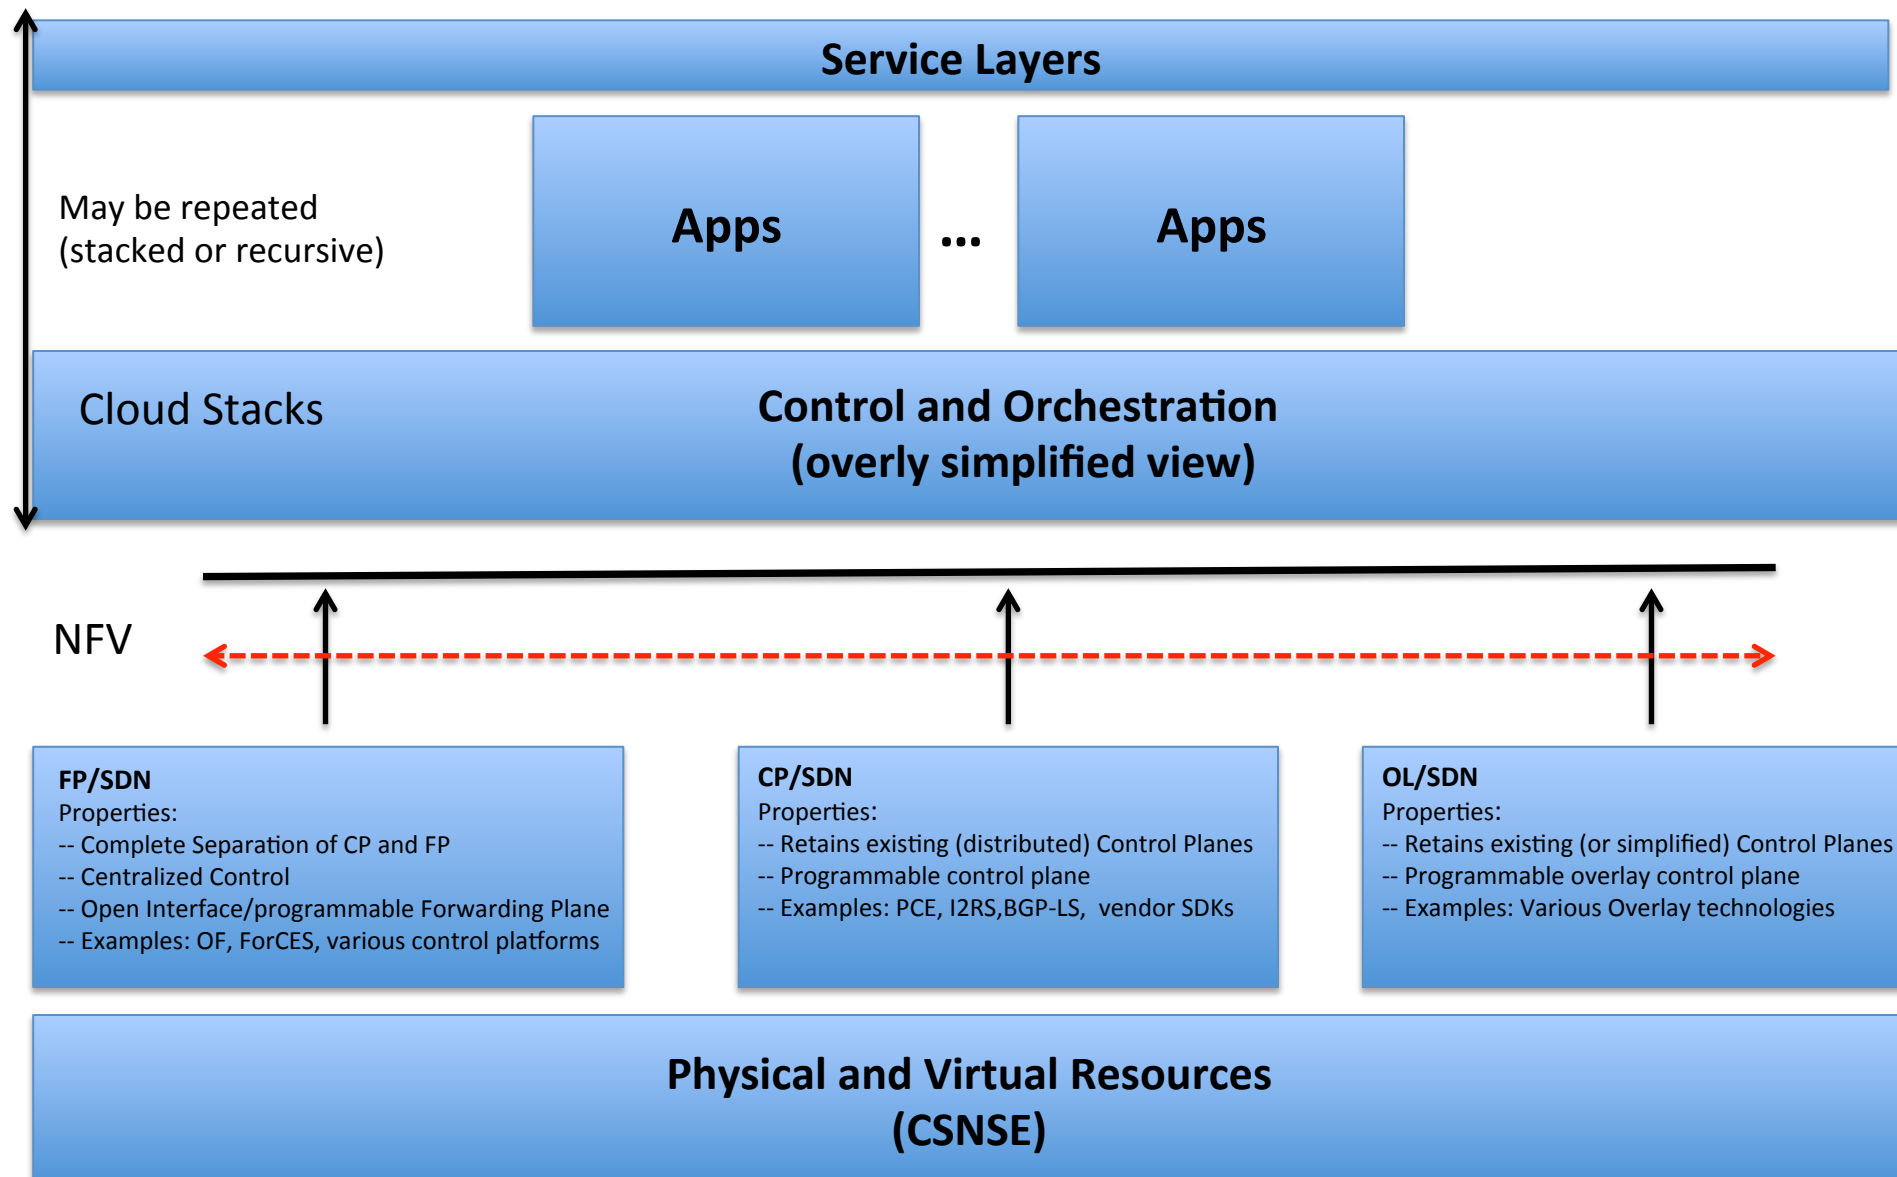 Service Layers
May be repeated
(stacked or recursive)
Apps
...
Apps
Cloud Stacks
Control and Orchestration
(overly simplified view)
NFV
FP/SDN
Properties:
-- Complete Separation of CP and FP
-- Centralized Control
-- Open Interface/programmable Forwarding Plane
-- Examples: OF, ForCES, various control platforms
CP/SDN
Properties:
-- Retains existing (distributed) Control Planes
-- Programmable control plane
-- Examples: PCE, I2RS,BGP-LS, vendor SDKs
OL/SDN
Properties:
-- Retains existing (or simplified) Control Planes
-- Programmable overlay control plane
-- Examples: Various Overlay technologies
Physical and Virtual Resources
(CSNSE)